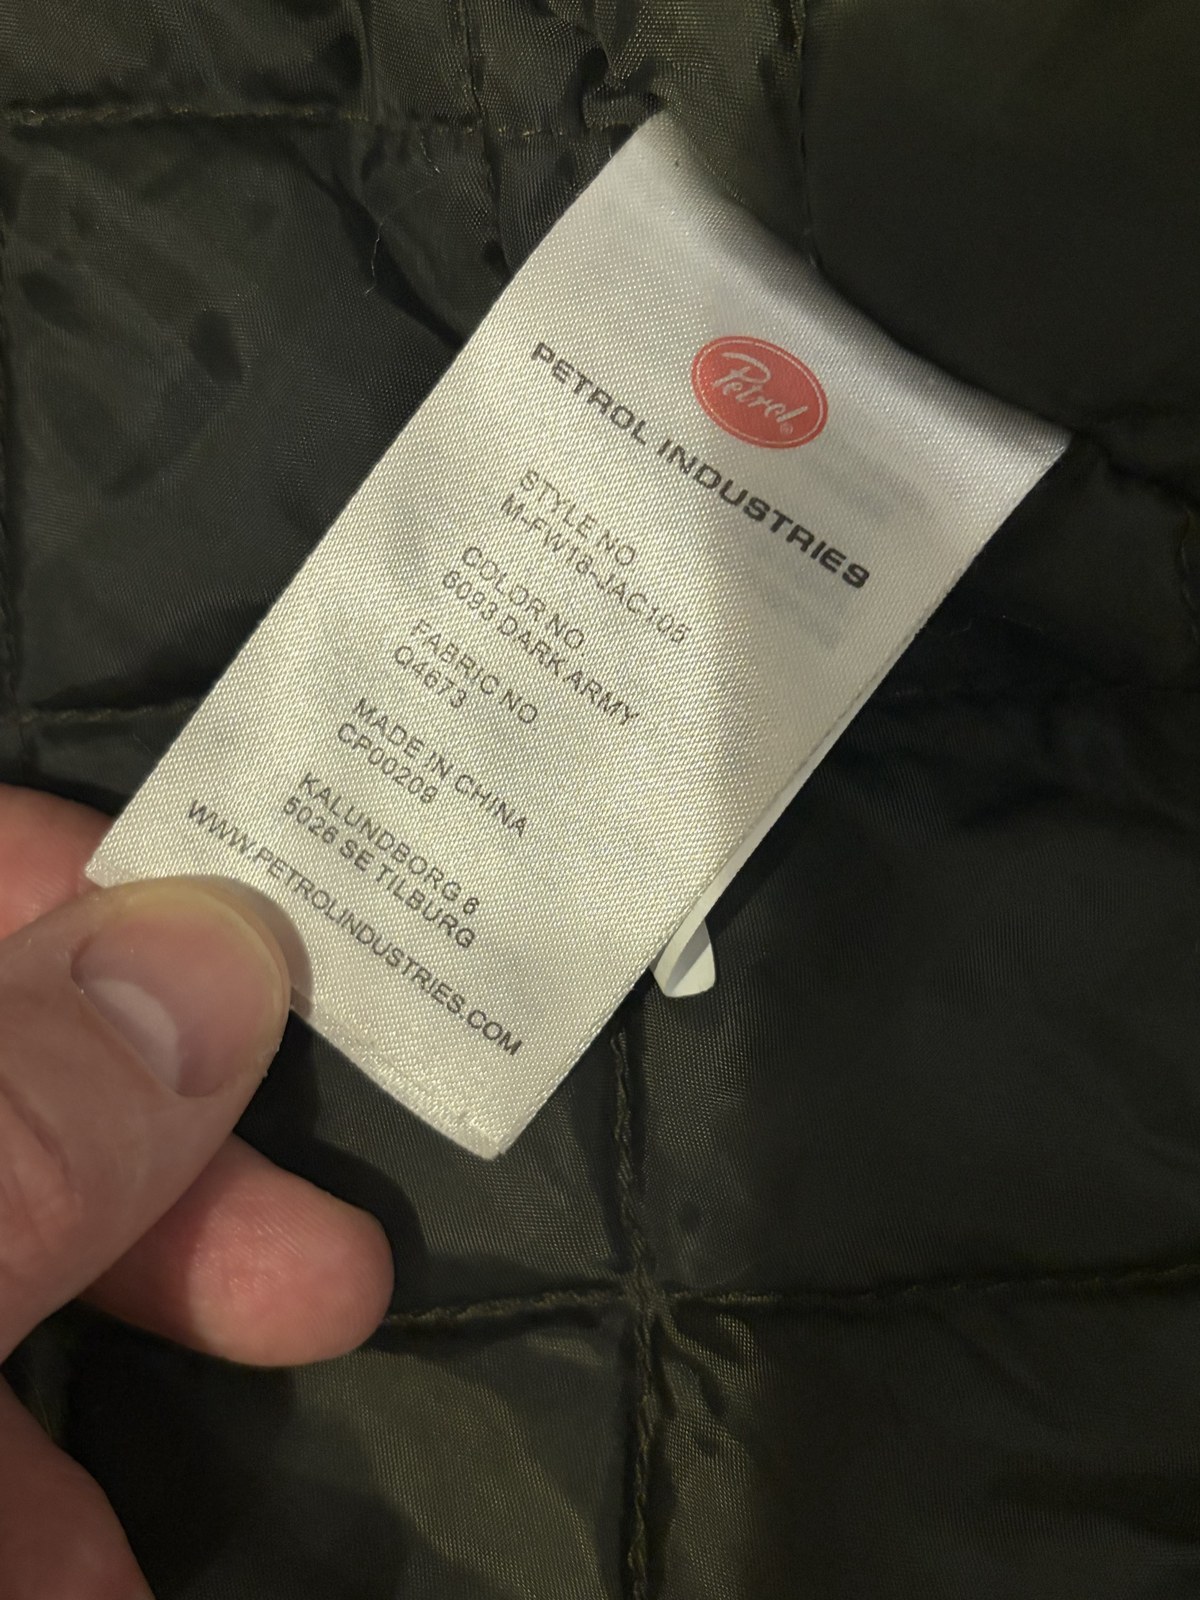 Petrol®
PETROL INDUSTRIES
STYLE NO
M-FW18-JAC105
COLOR NO
6093 DARK ARMY
FABRIC NO.
Q4673
MADE IN CHINA
CP00209
KALUNDBORG 6
5026 SE TILBURG
WWW.PETROLINDUSTRIES.COM